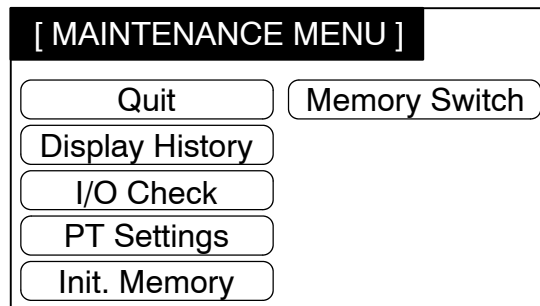 [ MAINTENANCE MENU ]
Quit Memory Switch
Display History
I/O Check
PT Settings
Init. Memory